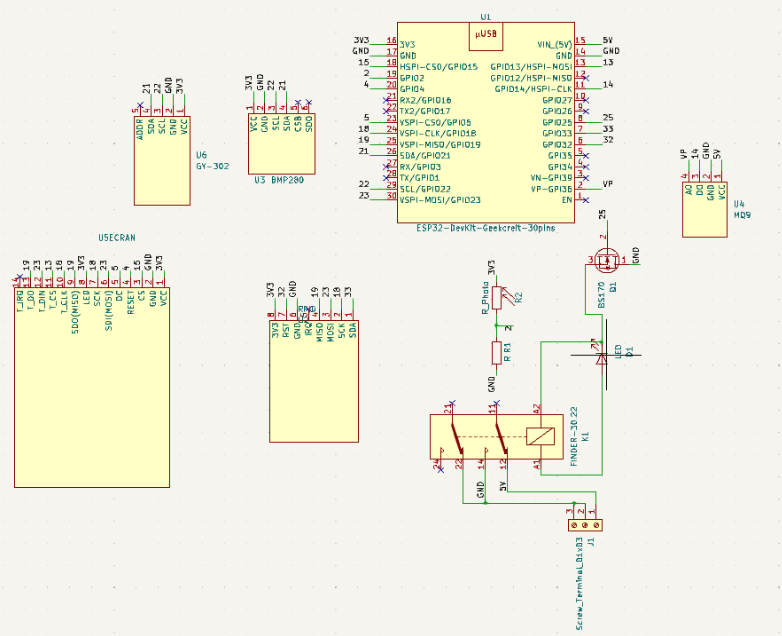 U1
µUSB
3V3 16 3V3
GND 17 GND
15 18 HSPI-CS0/GPIO15
2 19 GPIO2
4 20 GPIO4
21 RX2/GPIO16
22 TX2/GPIO17
5 23 VSPI-CS0/GPIO5
18 24 VSPI-CLK/GPIO18
19 25 VSPI-MISO/GPIO19
21 26 SDA/GPIO21
27 RX/GPIO3
28 TX/GPIO1
22 29 SCL/GPIO22
23 30 VSPI-MOSI/GPIO23
VIN_(5V) 15 5V
GND 14 GND
GPIO13/HSPI-MOSI 13 13
GPIO12/HSPI-MISO 12
GPIO14/HSPI-CLK 11 14
GPIO27 10
GPIO26 9
GPIO25 8 25
GPIO33 7 33
GPIO32 6 32
GPIO35 5
GPIO34 4
VN-GPIO39 3
VP-GPIO36 2 VP
EN 1
ESP32-DevKit-Geekcreit-30pins
21 22 GND 3V3
5 4 3 2 1
ADDR SDA SCL GND VCC
U6
GY-302
3V3 GND 22 21
1 2 3 4 5 6
VCC GND SCL SDA CSB SDO
U3 BMP280
VP 14 GND 5V
4 3 2 1
AO DO GND VCC
U4
MQ9
U5ECRAN
19 23 13 18 19 3V3 18 23 5 4 15 GND 3V3
14 13 12 11 10 9 8 7 6 5 4 3 2 1
T_IRQ T_DO T_DIN T_CS T_CLK SDO(MISO) LED SCK SDI(MOSI) DC RESET CS GND VCC
3V3 32 GND 19 23 18 33
8 7 6 5 4 3 2 1
3V3 RST GND IRQ MISO MOSI SCK SDA
3V3
R_Photo
R2
2
R R1
GND
25
2
3 1 GND
BS170
Q1
LED
D1
21 11 A2
FINDER-30.22
K1
24 22 14 12 A1
GND 5V
3 2 1
J1
Screw_Terminal_01x03